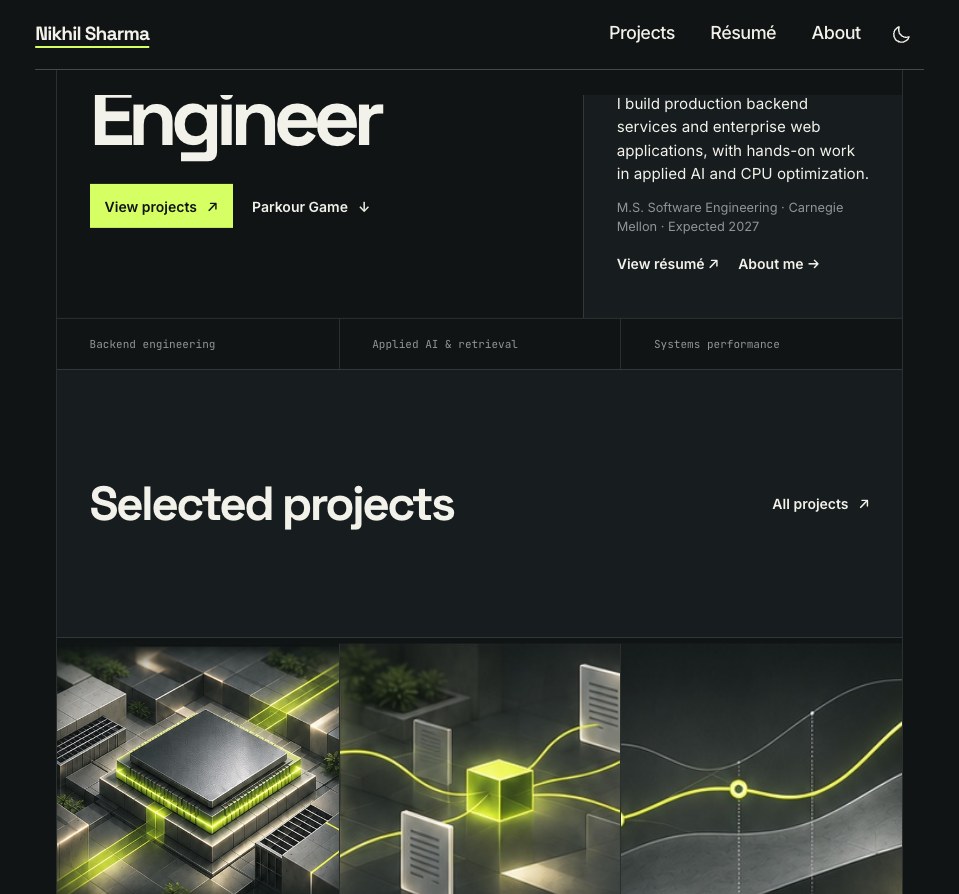 Nikhil Sharma
Projects
Résumé
About
Engineer
View projects ↗
Parkour Game ↓
I build production backend
services and enterprise web
applications, with hands-on work
in applied AI and CPU optimization.
M.S. Software Engineering · Carnegie
Mellon · Expected 2027
View résumé ↗
About me →
Backend engineering
Applied AI & retrieval
Systems performance
Selected projects
All projects ↗